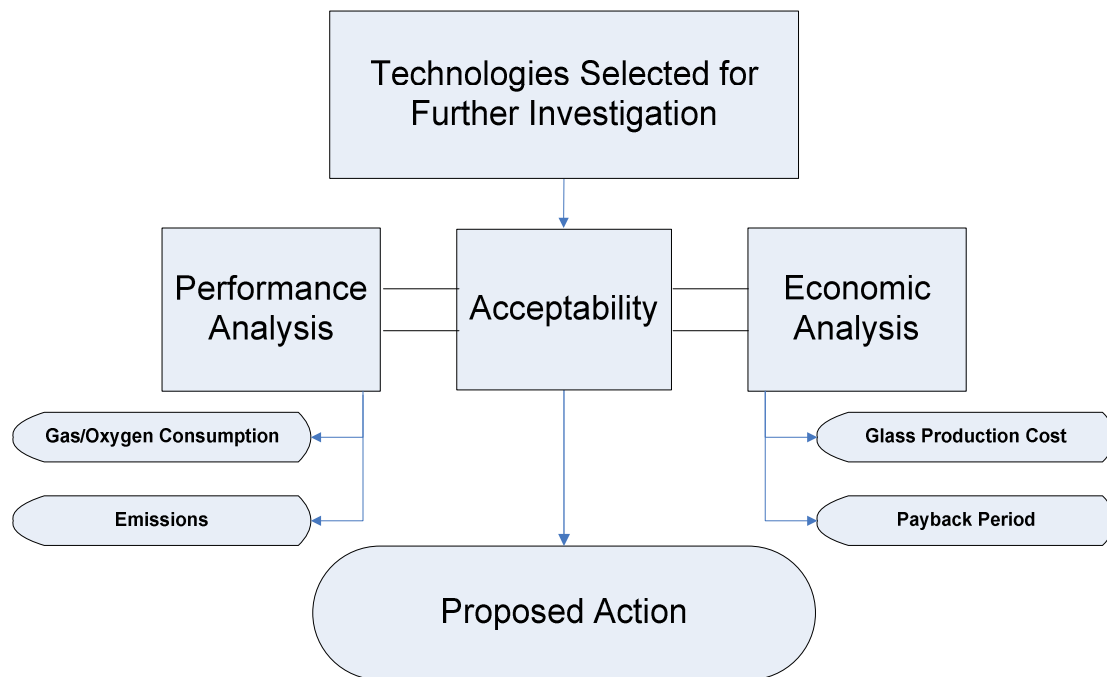 Technologies Selected for
Further Investigation
Performance
Analysis
Acceptability
Economic
Analysis
Gas/Oxygen Consumption
Glass Production Cost
Emissions
Payback Period
Proposed Action